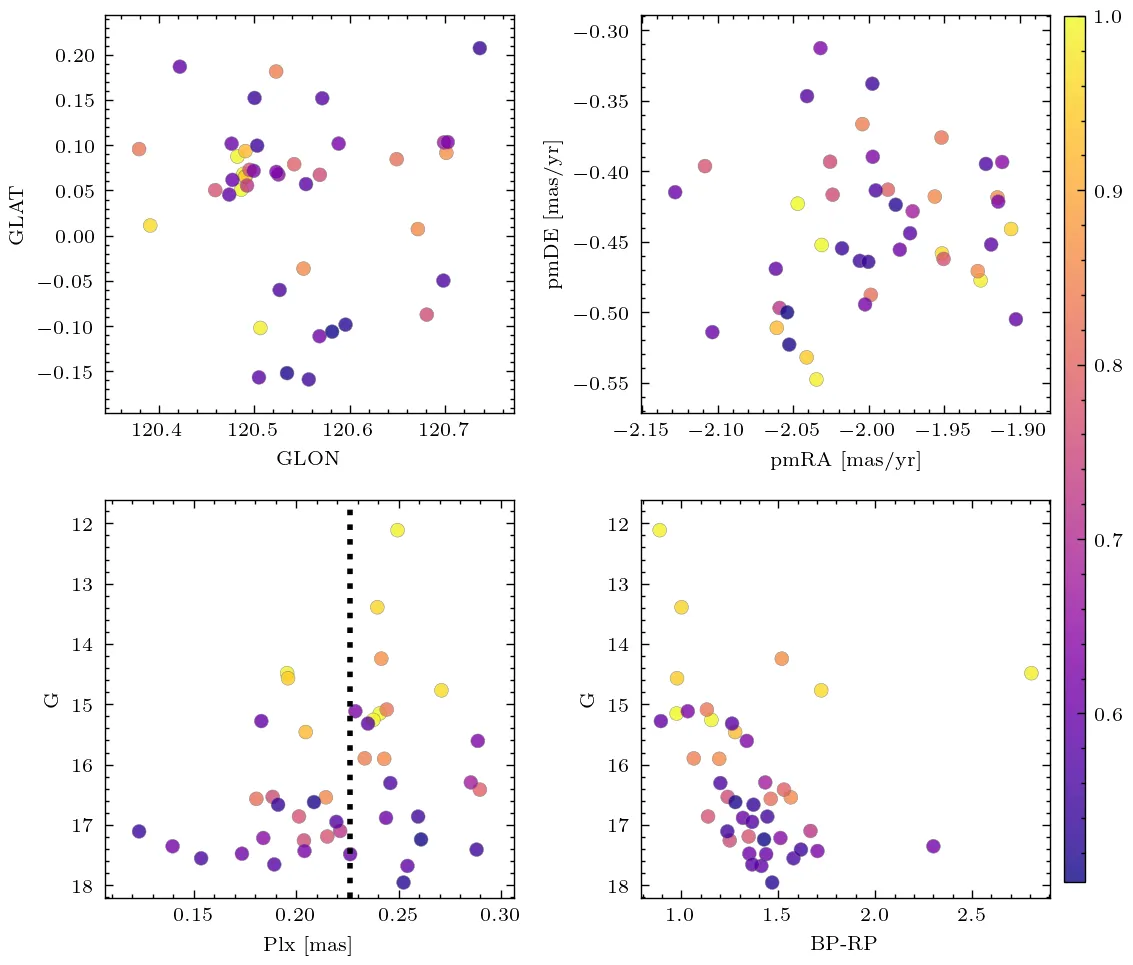 0.20
0.15
0.10
0.05
0.00
−0.05
−0.10
−0.15
GLAT
120.4 120.5 120.6 120.7
GLON
−0.30
−0.35
−0.40
−0.45
−0.50
−0.55
pmDE [mas/yr]
−2.15 −2.10 −2.05 −2.00 −1.95 −1.90
pmRA [mas/yr]
12
13
14
15
16
17
18
G
0.15 0.20 0.25 0.30
Plx [mas]
12
13
14
15
16
17
18
G
1.0 1.5 2.0 2.5
BP-RP
1.0
0.9
0.8
0.7
0.6